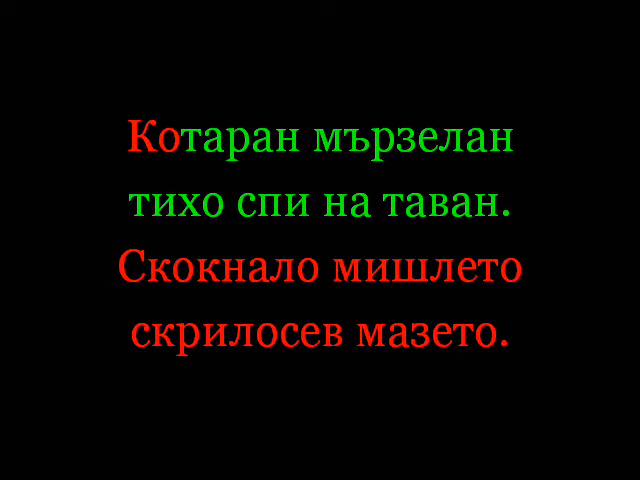 Котаран мързелан
тихо спи на таван.
Скокнало мишлето
скрилосев мазето.